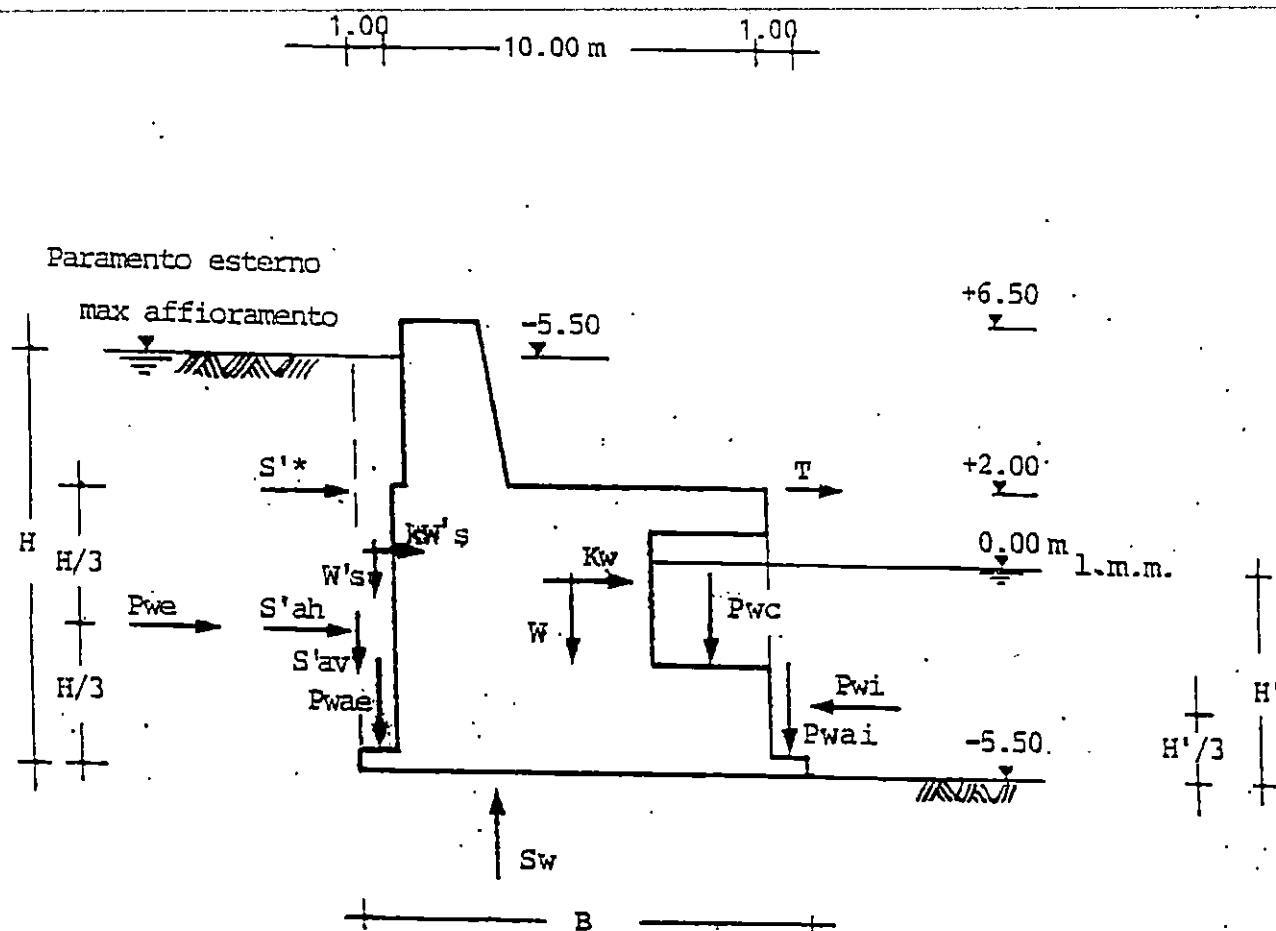 1.00 10.00 m 1.00
Paramento esterno
max affioramento
-5.50
+6.50
S'*
T
+2.00
H
H/3
KW's
W's
Kw
0.00 m
l.m.m.
Pwe
S'ah
W
Pwc
S'av
H/3
Pwae
Pwi
H'
Pwai
-5.50
H'/3
Sw
B